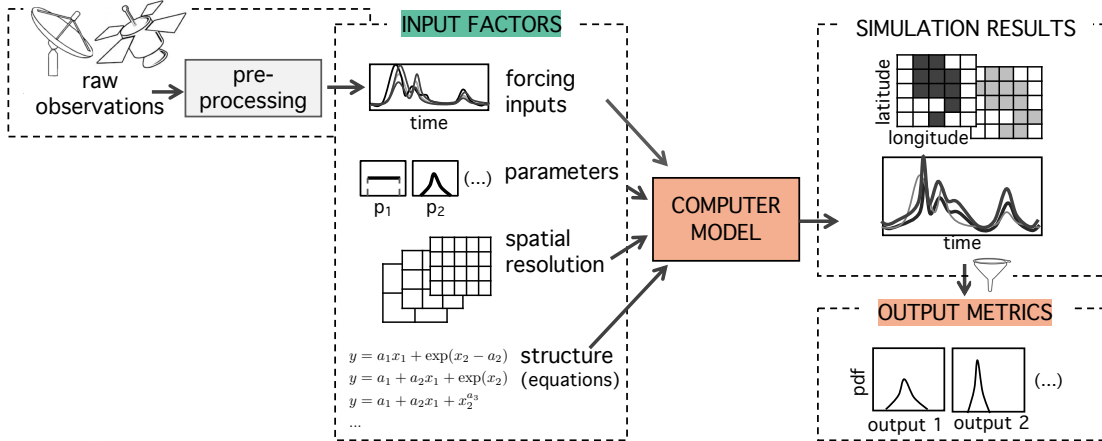 raw
observations
pre-
processing
INPUT FACTORS
time
forcing
inputs
p1
p2
(...)
parameters
spatial
resolution
y = a1x1 + exp(x2 − a2)
y = a1 + a2x1 + exp(x2)
y = a1 + a2x1 + x2^a3
...
structure
(equations)
COMPUTER
MODEL
SIMULATION RESULTS
latitude
longitude
time
OUTPUT METRICS
pdf
output 1
output 2
(...)